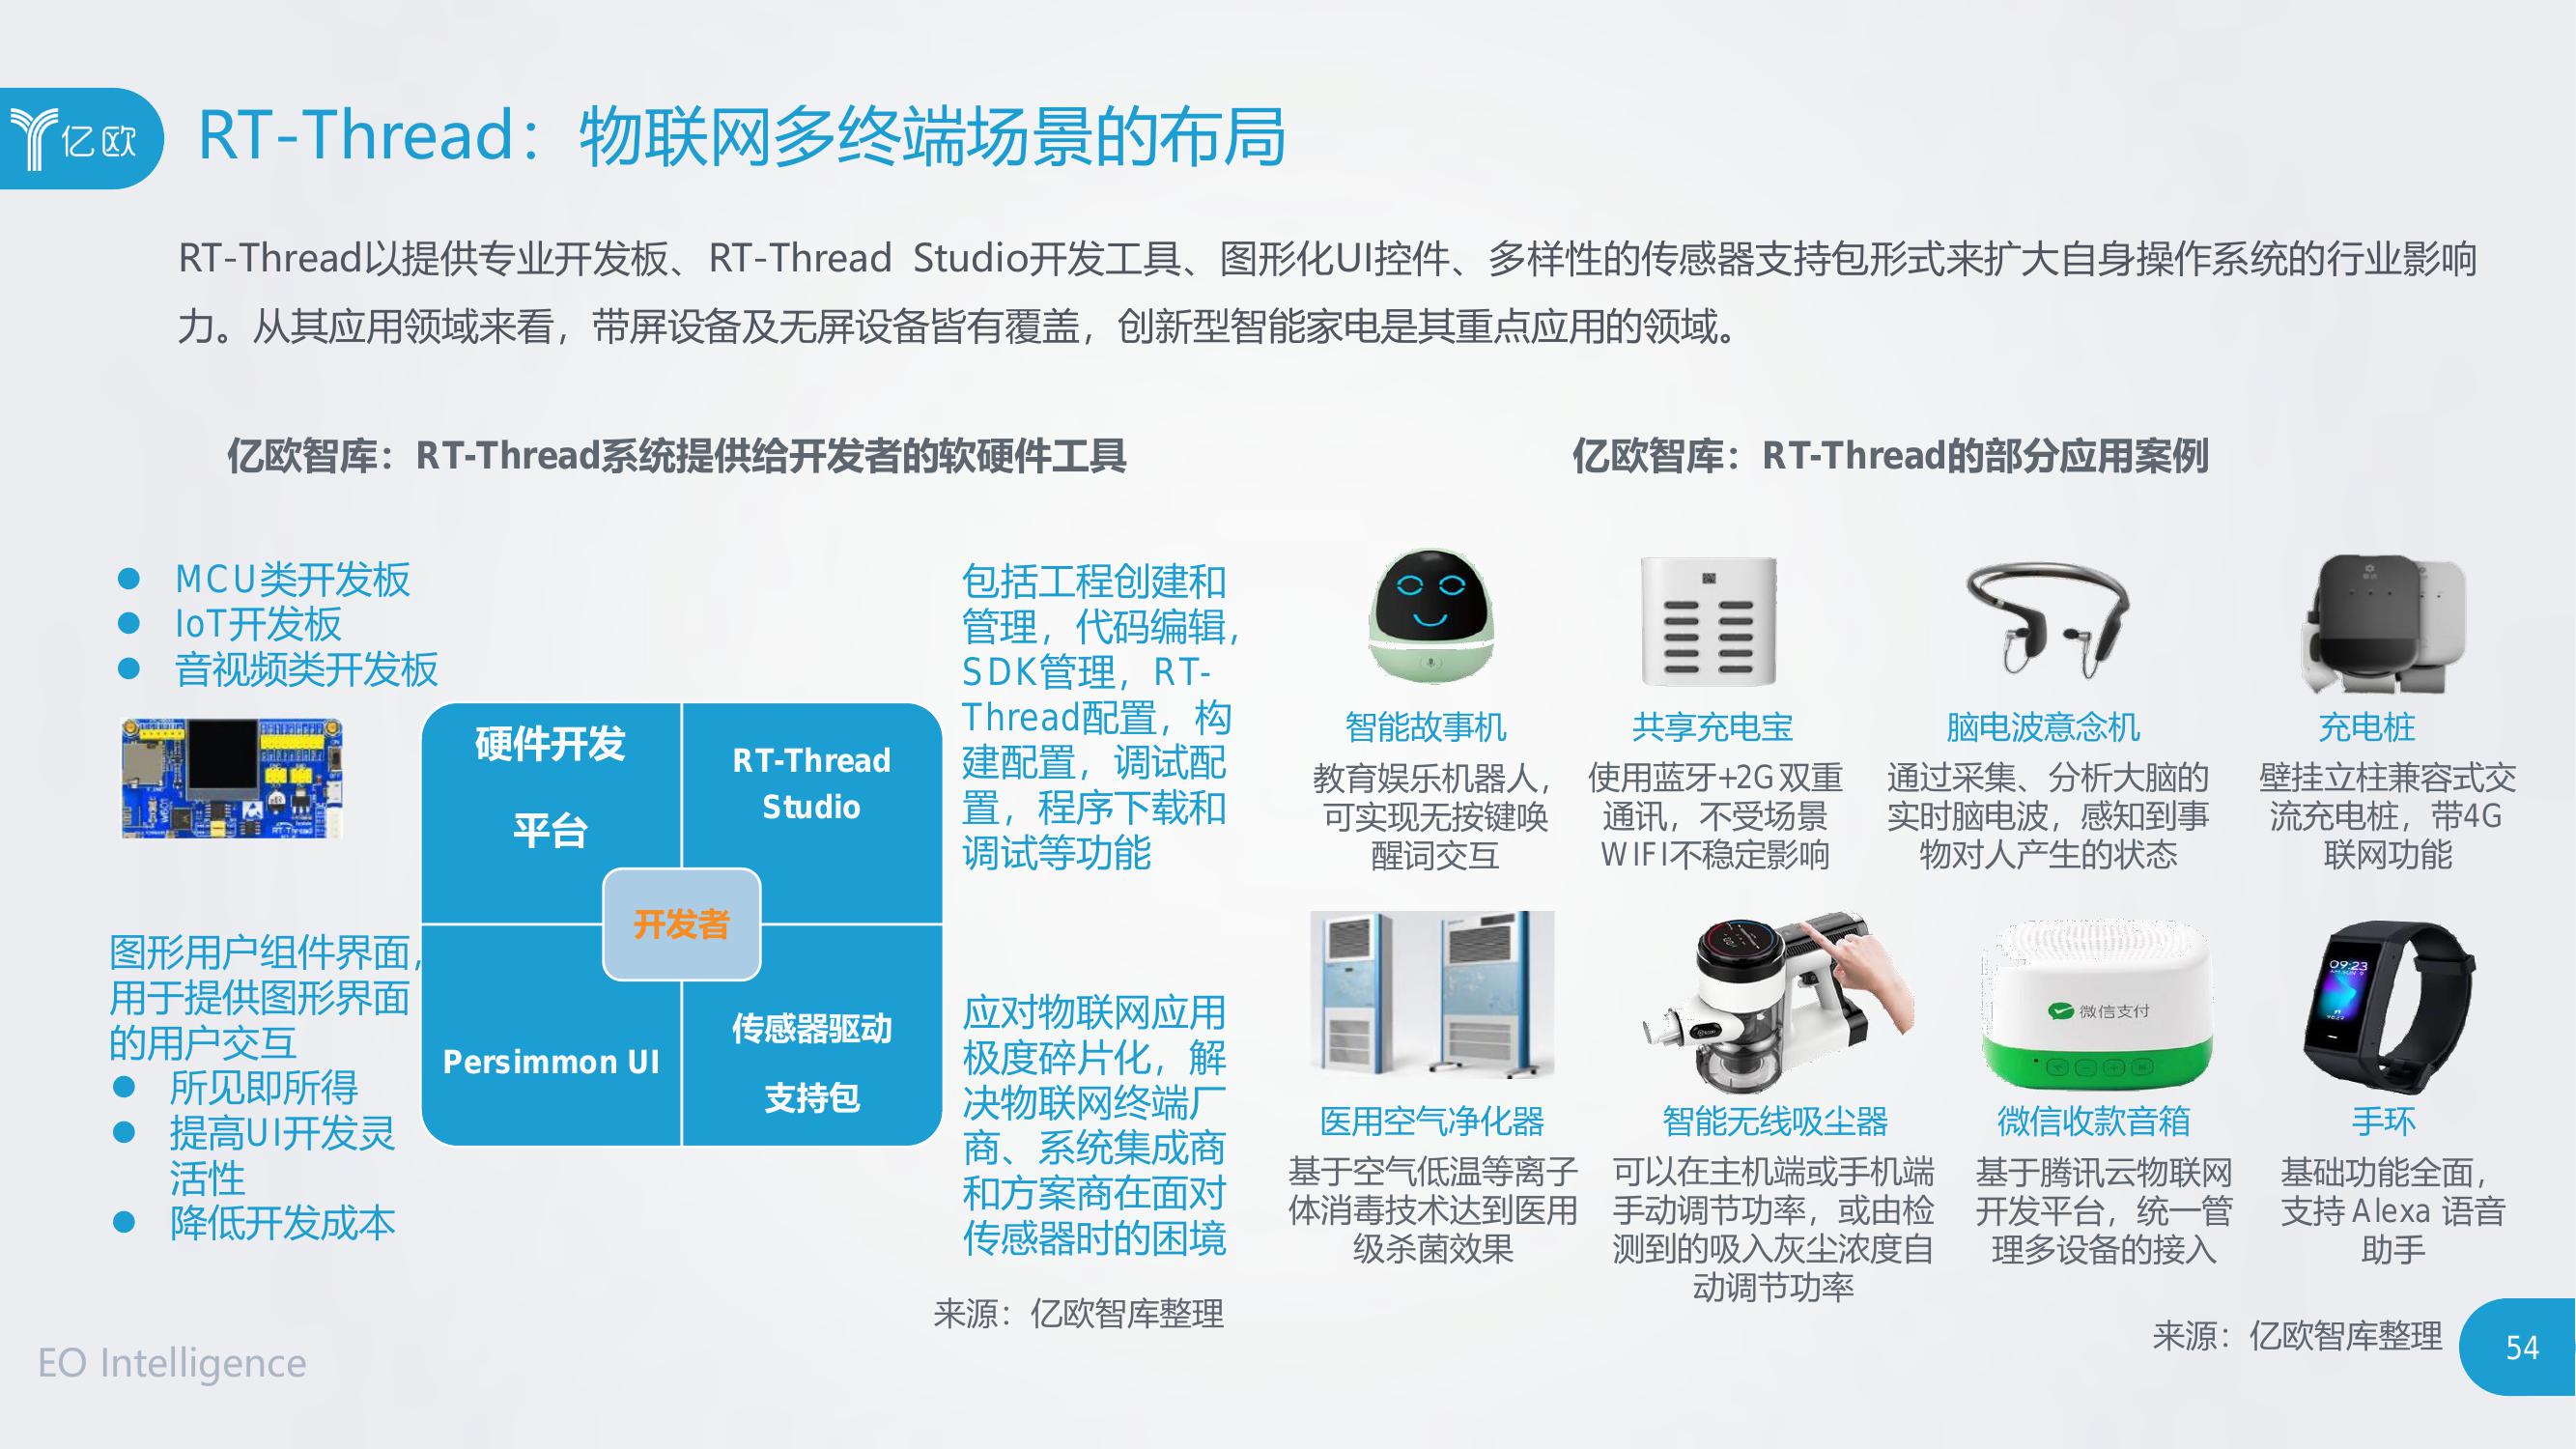 亿欧
RT-Thread：物联网多终端场景的布局
RT-Thread以提供专业开发板、RT-Thread Studio开发工具、图形化UI控件、多样性的传感器支持包形式来扩大自身操作系统的行业影响
力。从其应用领域来看，带屏设备及无屏设备皆有覆盖，创新型智能家电是其重点应用的领域。
亿欧智库：RT-Thread系统提供给开发者的软硬件工具
● MCU类开发板
● IoT开发板
● 音视频类开发板
硬件开发
平台
RT-Thread
Studio
开发者
Persimmon UI
传感器驱动
支持包
图形用户组件界面，
用于提供图形界面
的用户交互
● 所见即所得
● 提高UI开发灵
活性
● 降低开发成本
包括工程创建和
管理，代码编辑，
SDK管理，RT-
Thread配置，构
建配置，调试配
置，程序下载和
调试等功能
应对物联网应用
极度碎片化，解
决物联网终端厂
商、系统集成商
和方案商在面对
传感器时的困境
来源：亿欧智库整理
亿欧智库：RT-Thread的部分应用案例
智能故事机
教育娱乐机器人，
可实现无按键唤
醒词交互
共享充电宝
使用蓝牙+2G双重
通讯，不受场景
WIFI不稳定影响
脑电波意念机
通过采集、分析大脑的
实时脑电波，感知到事
物对人产生的状态
充电桩
壁挂立柱兼容式交
流充电桩，带4G
联网功能
医用空气净化器
基于空气低温等离子
体消毒技术达到医用
级杀菌效果
智能无线吸尘器
可以在主机端或手机端
手动调节功率，或由检
测到的吸入灰尘浓度自
动调节功率
微信支付
微信收款音箱
基于腾讯云物联网
开发平台，统一管
理多设备的接入
09:23
手环
基础功能全面，
支持 Alexa 语音
助手
来源：亿欧智库整理
EO Intelligence
54